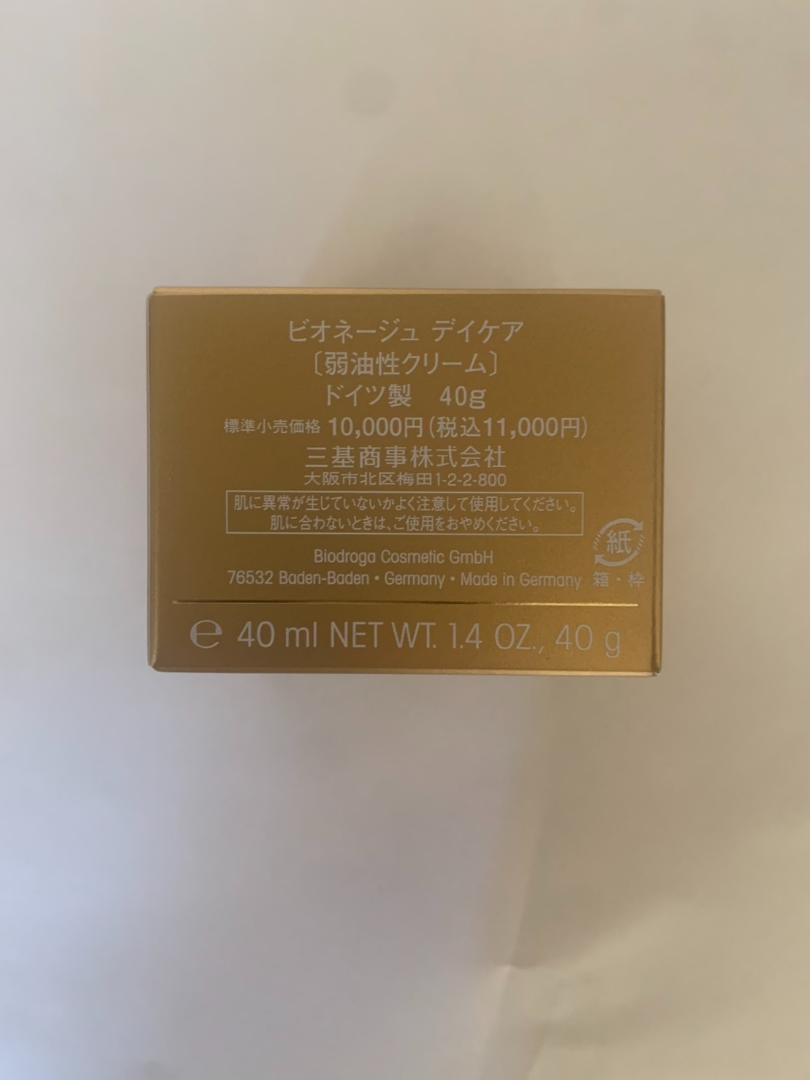 ビオネージュ デイケア
〔弱油性クリーム〕
ドイツ製 40g
標準小売価格 10,000円(税込11,000円)
三基商事株式会社
大阪市北区梅田1-2-2-800
肌に異常が生じていないかよく注意して使用してください。
肌に合わないときは、ご使用をおやめください。
紙
箱・枠
Biodroga Cosmetic GmbH
76532 Baden-Baden • Germany • Made in Germany
℮ 40 ml NET WT. 1.4 OZ., 40 g